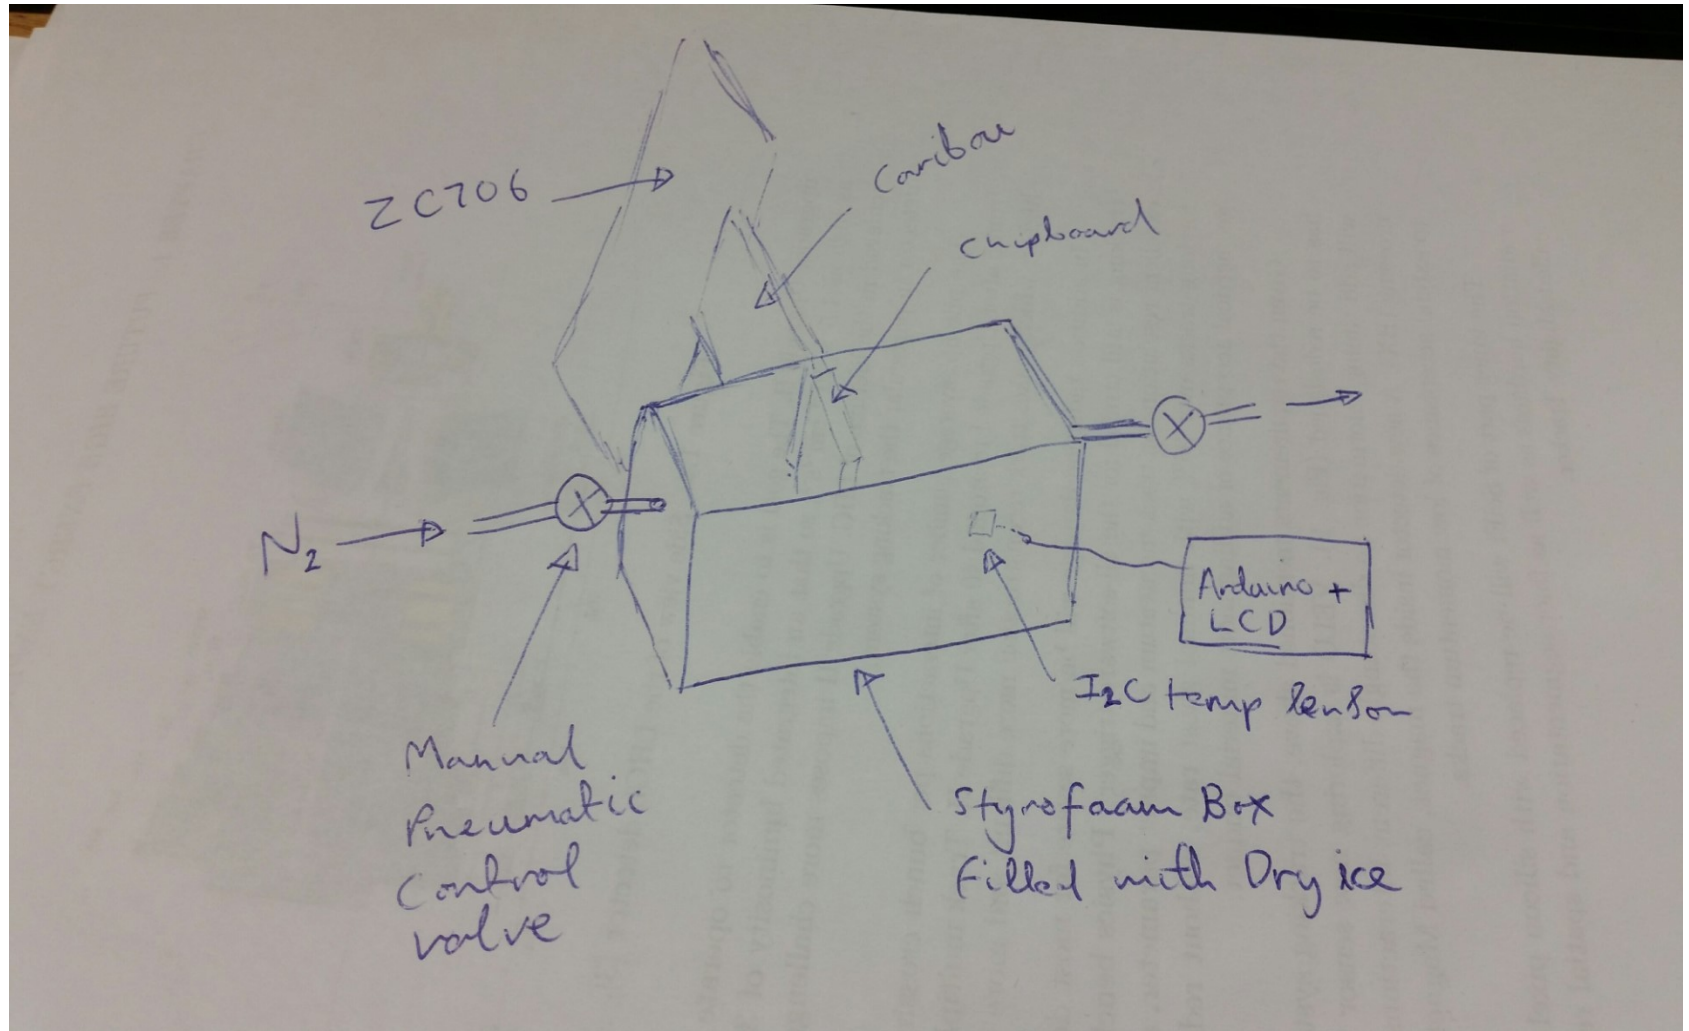 ZC706
Caribou
Chipboard
N₂
Arduino +
LCD
I2C temp sensor
Manual
Pneumatic
Control
valve
Styrofoam Box
filled with Dry ice